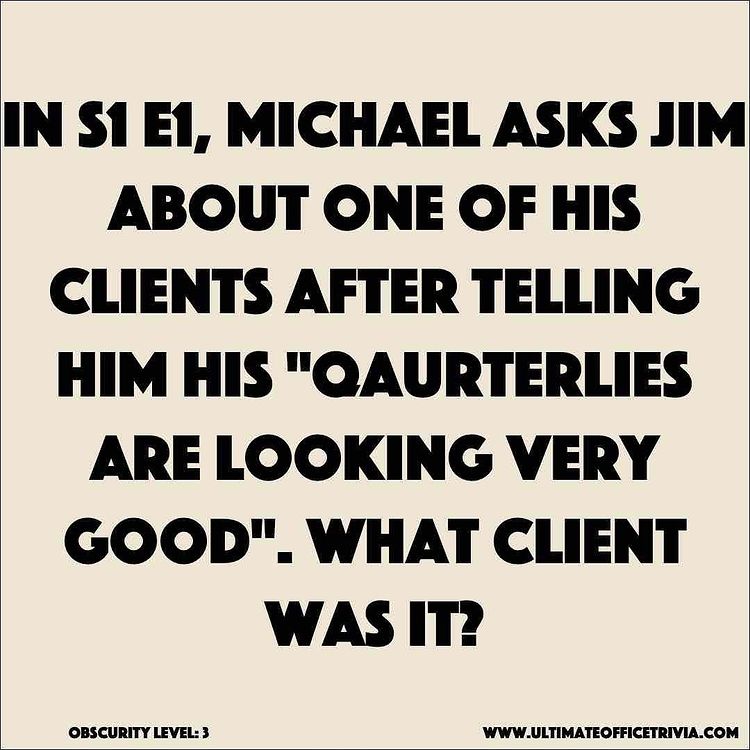 IN S1 E1, MICHAEL ASKS JIM
ABOUT ONE OF HIS
CLIENTS AFTER TELLING
HIM HIS "QAURTERLIES
ARE LOOKING VERY
GOOD". WHAT CLIENT
WAS IT?
OBSCURITY LEVEL: 3
WWW.ULTIMATEOFFICETRIVIA.COM